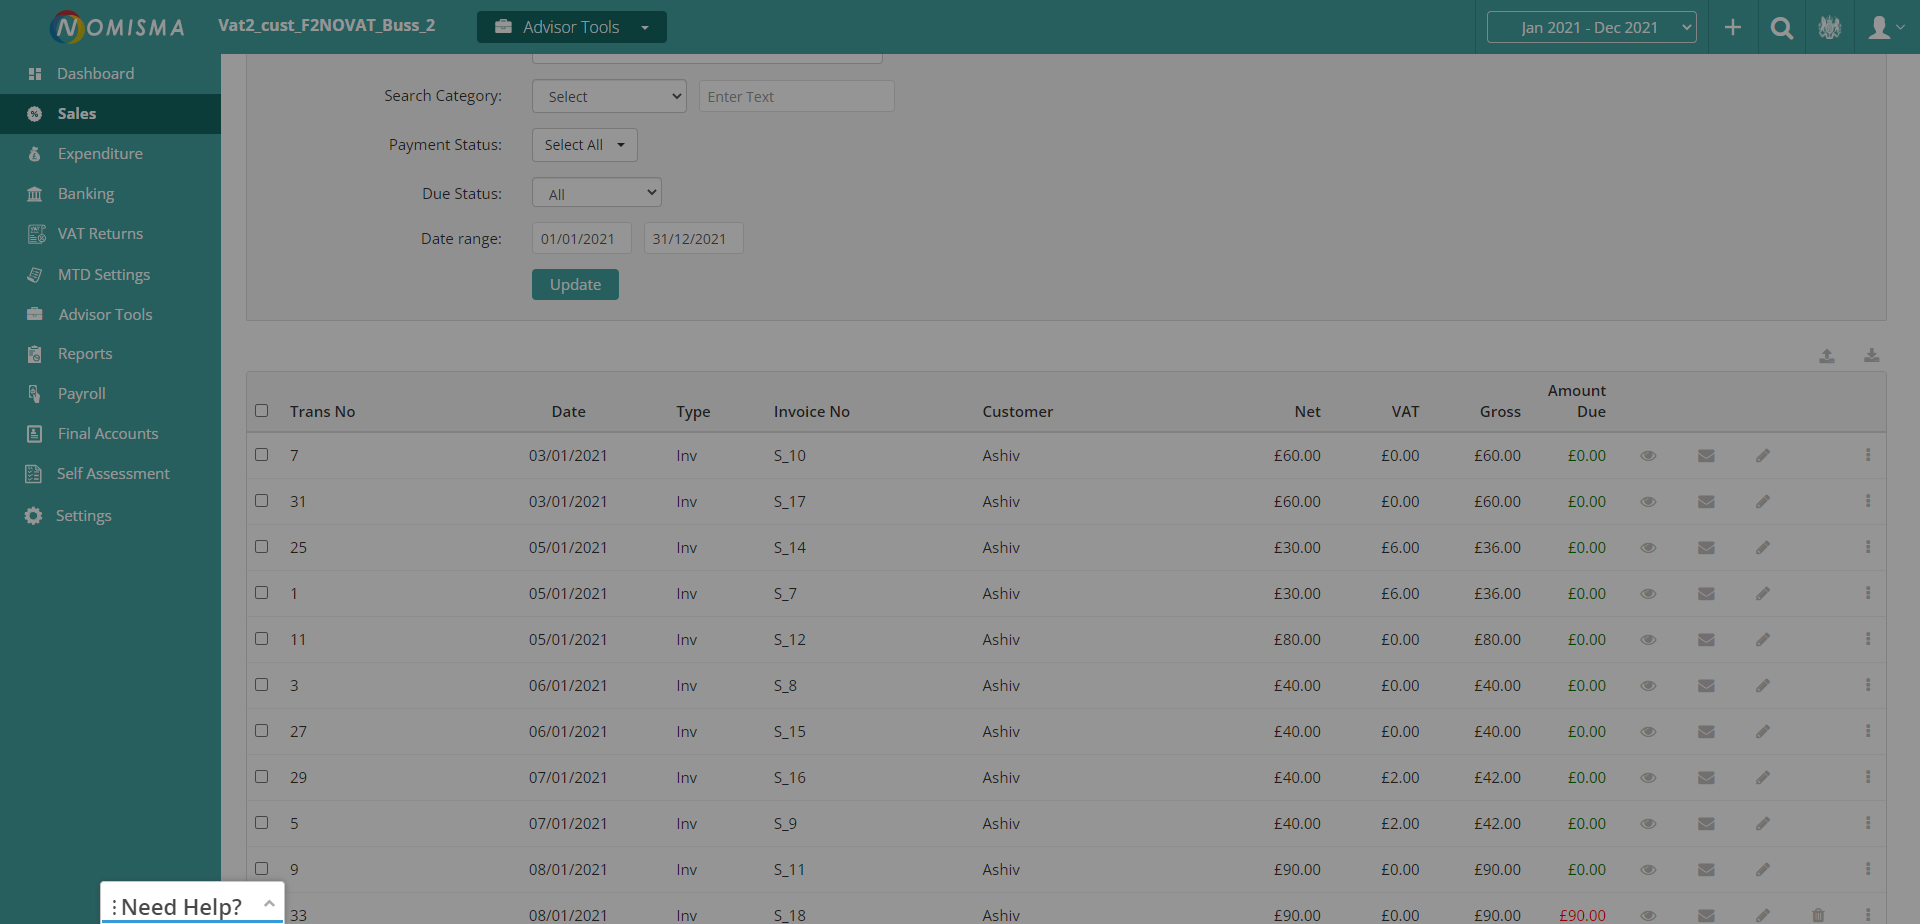 NOMISMA
Vat2_cust_F2NOVAT_Buss_2
Advisor Tools
Jan 2021 - Dec 2021
Dashboard
Sales
Expenditure
Banking
VAT Returns
MTD Settings
Advisor Tools
Reports
Payroll
Final Accounts
Self Assessment
Settings
Search Category: Select Enter Text
Payment Status: Select All
Due Status: All
Date range: 01/01/2021 31/12/2021
Update
Trans No Date Type Invoice No Customer Net VAT Gross Amount Due
7 03/01/2021 Inv S_10 Ashiv £60.00 £0.00 £60.00 £0.00
31 03/01/2021 Inv S_17 Ashiv £60.00 £0.00 £60.00 £0.00
25 05/01/2021 Inv S_14 Ashiv £30.00 £6.00 £36.00 £0.00
1 05/01/2021 Inv S_7 Ashiv £30.00 £6.00 £36.00 £0.00
11 05/01/2021 Inv S_12 Ashiv £80.00 £0.00 £80.00 £0.00
3 06/01/2021 Inv S_8 Ashiv £40.00 £0.00 £40.00 £0.00
27 06/01/2021 Inv S_15 Ashiv £40.00 £0.00 £40.00 £0.00
29 07/01/2021 Inv S_16 Ashiv £40.00 £2.00 £42.00 £0.00
5 07/01/2021 Inv S_9 Ashiv £40.00 £2.00 £42.00 £0.00
9 08/01/2021 Inv S_11 Ashiv £90.00 £0.00 £90.00 £0.00
33 08/01/2021 Inv S_18 Ashiv £90.00 £0.00 £90.00 £90.00
Need Help?